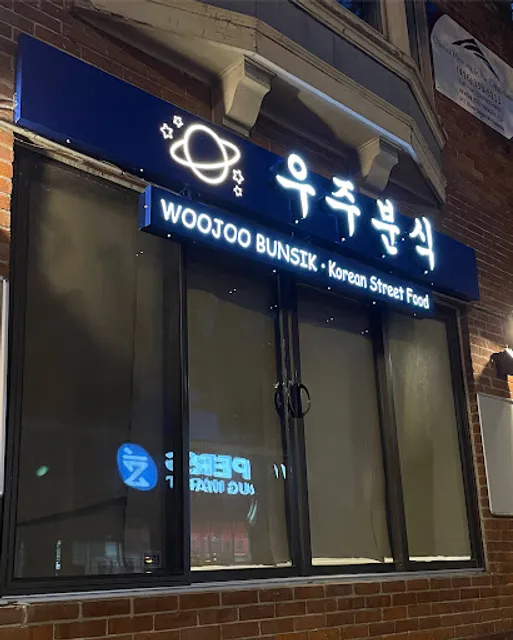 우주분식
WOOJOO BUNSIK • Korean Street Food